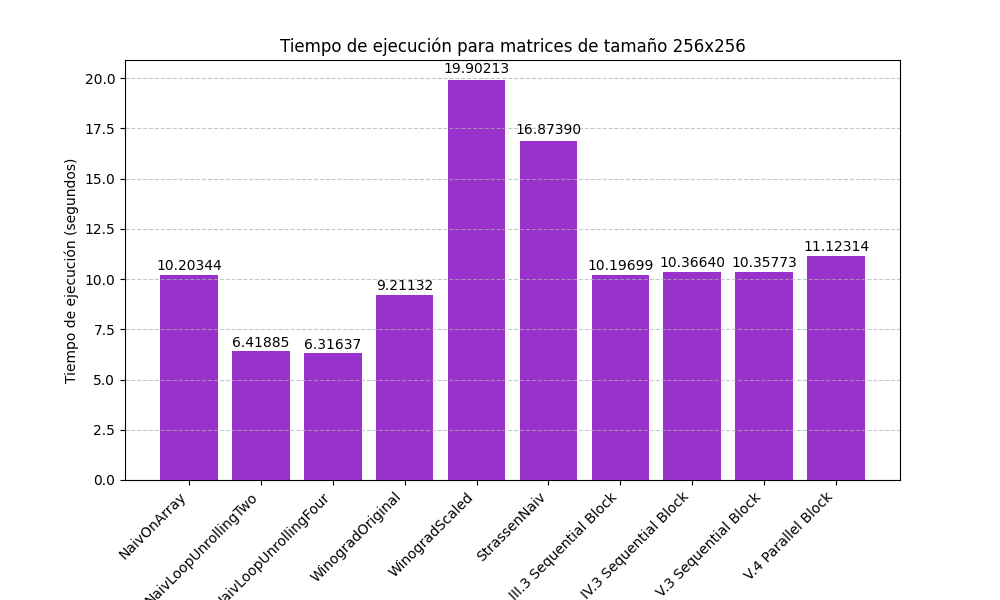 Tiempo de ejecución para matrices de tamaño 256x256
Tiempo de ejecución (segundos)
20.0
17.5
15.0
12.5
10.0
7.5
5.0
2.5
0.0
10.20344
6.41885
6.31637
9.21132
19.90213
16.87390
10.19699
10.36640
10.35773
11.12314
NaivOnArray
NaivLoopUnrollingTwo
NaivLoopUnrollingFour
WinogradOriginal
WinogradScaled
StrassenNaiv
III.3 Sequential Block
IV.3 Sequential Block
V.3 Sequential Block
V.4 Parallel Block